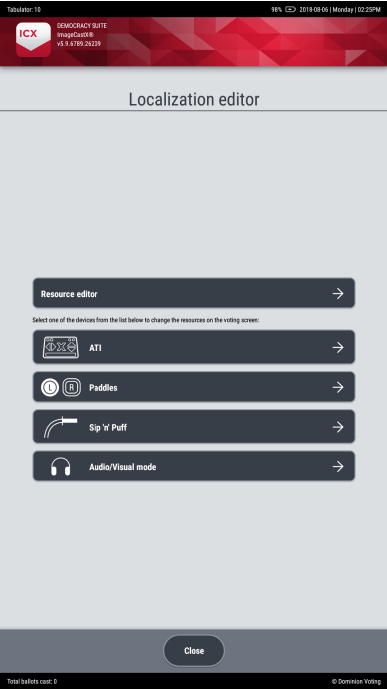 Tabulator: 10 98% 2018-08-06 | Monday | 02:25PM
ICX
DEMOCRACY SUITE
ImageCastX®
v5.9.6789.26239
Localization editor
Resource editor
Select one of the devices from the list below to change the resources on the voting screen:
ATI
L R Paddles
Sip 'n' Puff
Audio/Visual mode
Close
Total ballots cast: 0 © Dominion Voting